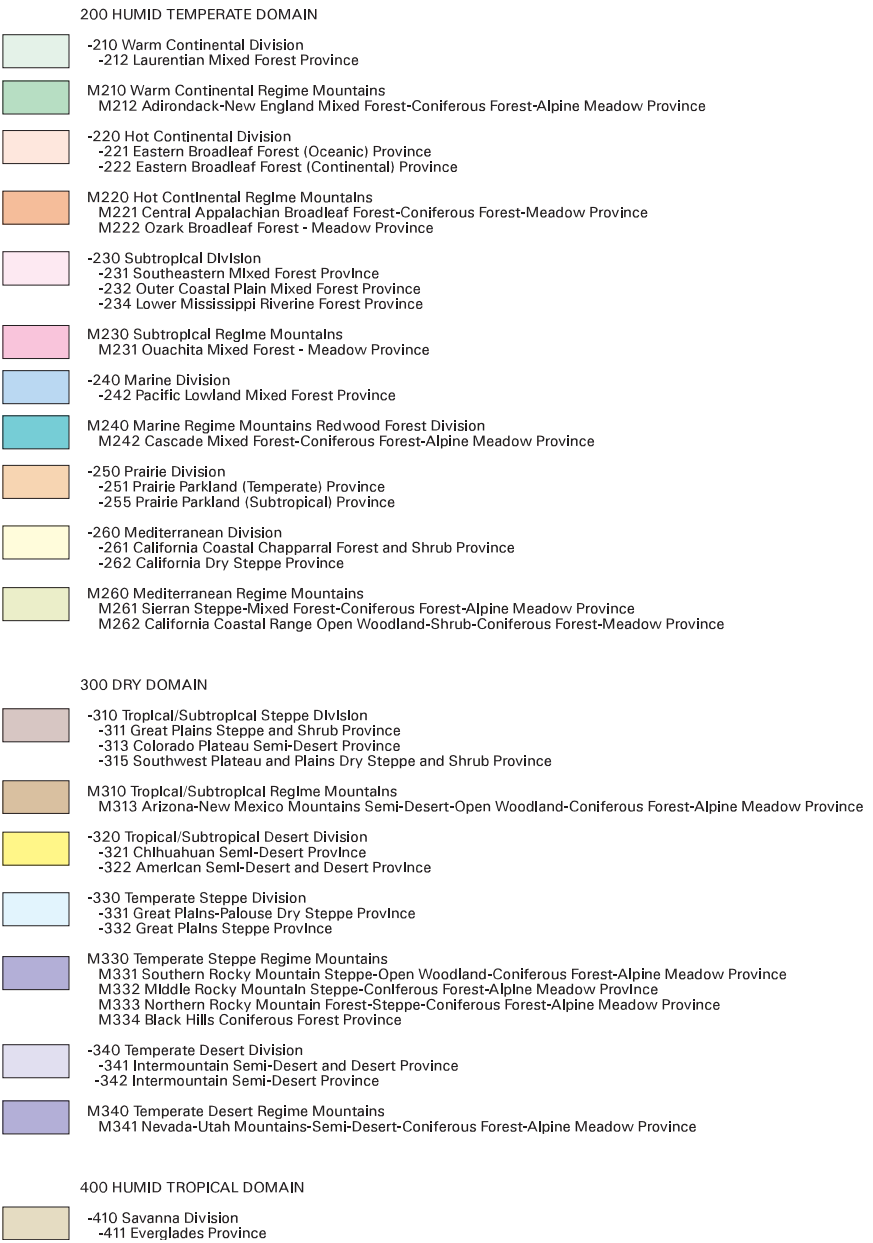 200 HUMID TEMPERATE DOMAIN
-210 Warm Continental Division
-212 Laurentian Mixed Forest Province
M210 Warm Continental Regime Mountains
M212 Adirondack-New England Mixed Forest-Coniferous Forest-Alpine Meadow Province
-220 Hot Continental Division
-221 Eastern Broadleaf Forest (Oceanic) Province
-222 Eastern Broadleaf Forest (Continental) Province
M220 Hot Continental Regime Mountains
M221 Central Appalachian Broadleaf Forest-Coniferous Forest-Meadow Province
M222 Ozark Broadleaf Forest - Meadow Province
-230 Subtropical Division
-231 Southeastern Mixed Forest Province
-232 Outer Coastal Plain Mixed Forest Province
-234 Lower Mississippi Riverine Forest Province
M230 Subtropical Regime Mountains
M231 Ouachita Mixed Forest - Meadow Province
-240 Marine Division
-242 Pacific Lowland Mixed Forest Province
M240 Marine Regime Mountains Redwood Forest Division
M242 Cascade Mixed Forest-Coniferous Forest-Alpine Meadow Province
-250 Prairie Division
-251 Prairie Parkland (Temperate) Province
-255 Prairie Parkland (Subtropical) Province
-260 Mediterranean Division
-261 California Coastal Chapparral Forest and Shrub Province
-262 California Dry Steppe Province
M260 Mediterranean Regime Mountains
M261 Sierran Steppe-Mixed Forest-Coniferous Forest-Alpine Meadow Province
M262 California Coastal Range Open Woodland-Shrub-Coniferous Forest-Meadow Province
300 DRY DOMAIN
-310 Tropical/Subtropical Steppe Division
-311 Great Plains Steppe and Shrub Province
-313 Colorado Plateau Semi-Desert Province
-315 Southwest Plateau and Plains Dry Steppe and Shrub Province
M310 Tropical/Subtropical Regime Mountains
M313 Arizona-New Mexico Mountains Semi-Desert-Open Woodland-Coniferous Forest-Alpine Meadow Province
-320 Tropical/Subtropical Desert Division
-321 Chihuahuan Semi-Desert Province
-322 American Semi-Desert and Desert Province
-330 Temperate Steppe Division
-331 Great Plains-Palouse Dry Steppe Province
-332 Great Plains Steppe Province
M330 Temperate Steppe Regime Mountains
M331 Southern Rocky Mountain Steppe-Open Woodland-Coniferous Forest-Alpine Meadow Province
M332 Middle Rocky Mountain Steppe-Coniferous Forest-Alpine Meadow Province
M333 Northern Rocky Mountain Forest-Steppe-Coniferous Forest-Alpine Meadow Province
M334 Black Hills Coniferous Forest Province
-340 Temperate Desert Division
-341 Intermountain Semi-Desert and Desert Province
-342 Intermountain Semi-Desert Province
M340 Temperate Desert Regime Mountains
M341 Nevada-Utah Mountains-Semi-Desert-Coniferous Forest-Alpine Meadow Province
400 HUMID TROPICAL DOMAIN
-410 Savanna Division
-411 Everglades Province